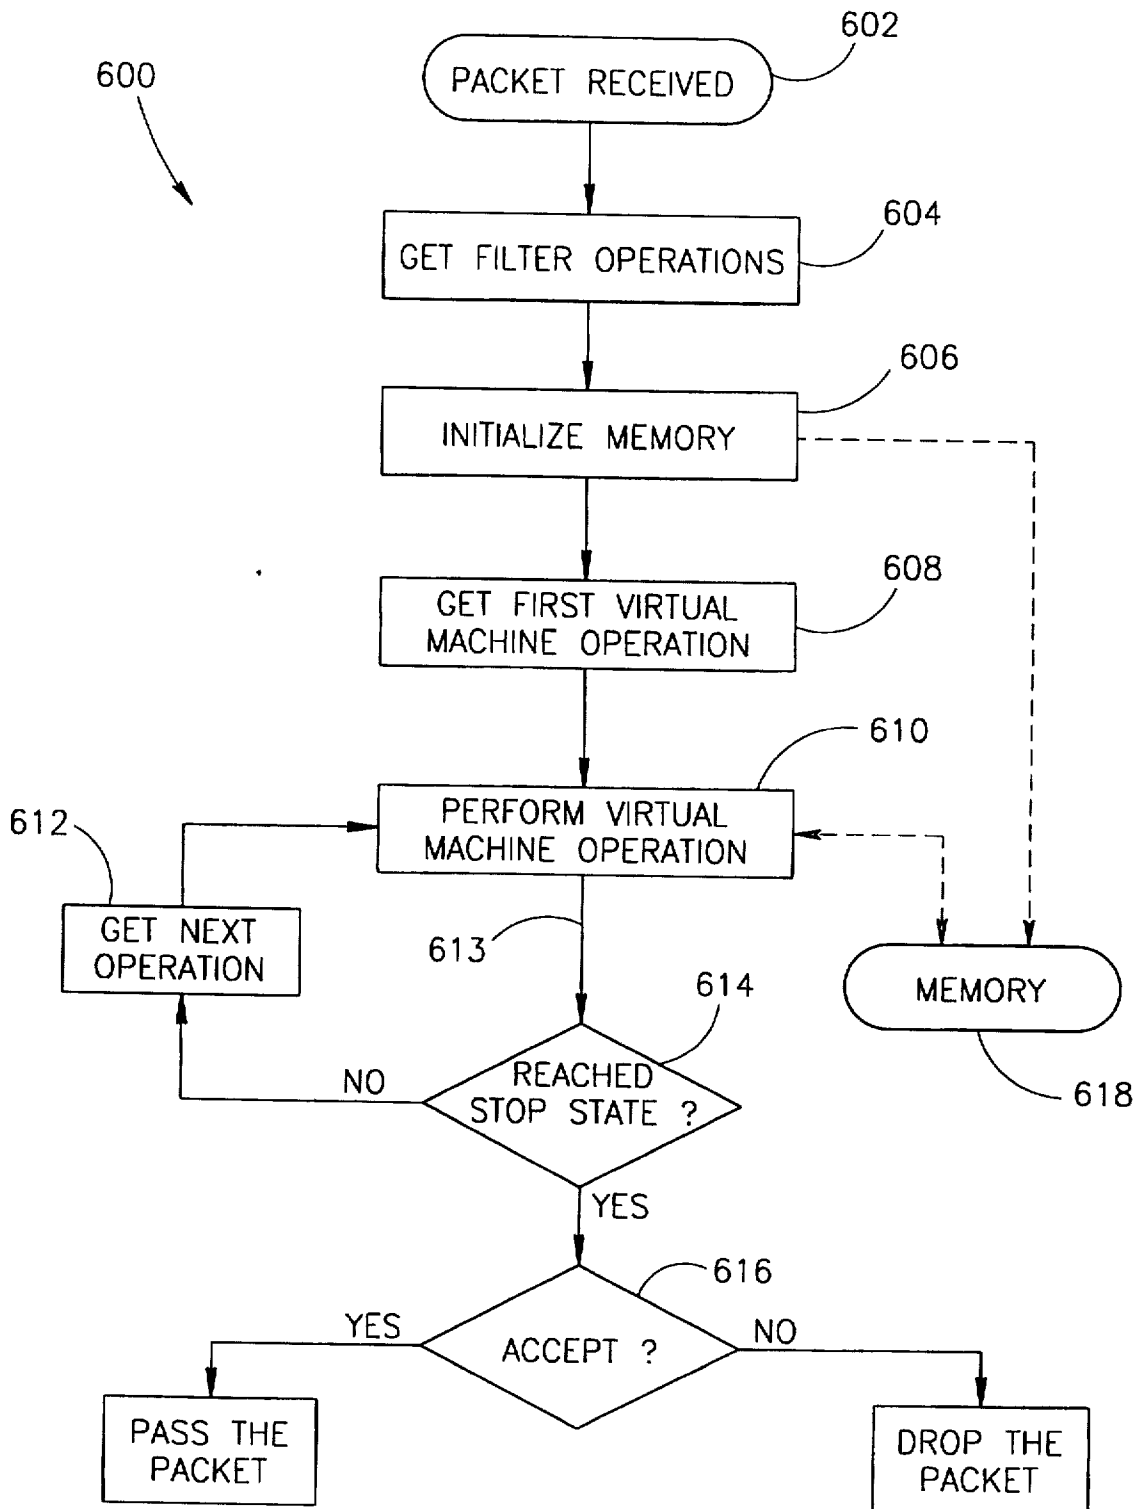 602
PACKET RECEIVED
600
604
GET FILTER OPERATIONS
606
INITIALIZE MEMORY
608
GET FIRST VIRTUAL
MACHINE OPERATION
610
PERFORM VIRTUAL
MACHINE OPERATION
612
GET NEXT
OPERATION
613
MEMORY
618
614
REACHED
STOP STATE ?
NO
YES
616
ACCEPT ?
YES
NO
PASS THE
PACKET
DROP THE
PACKET